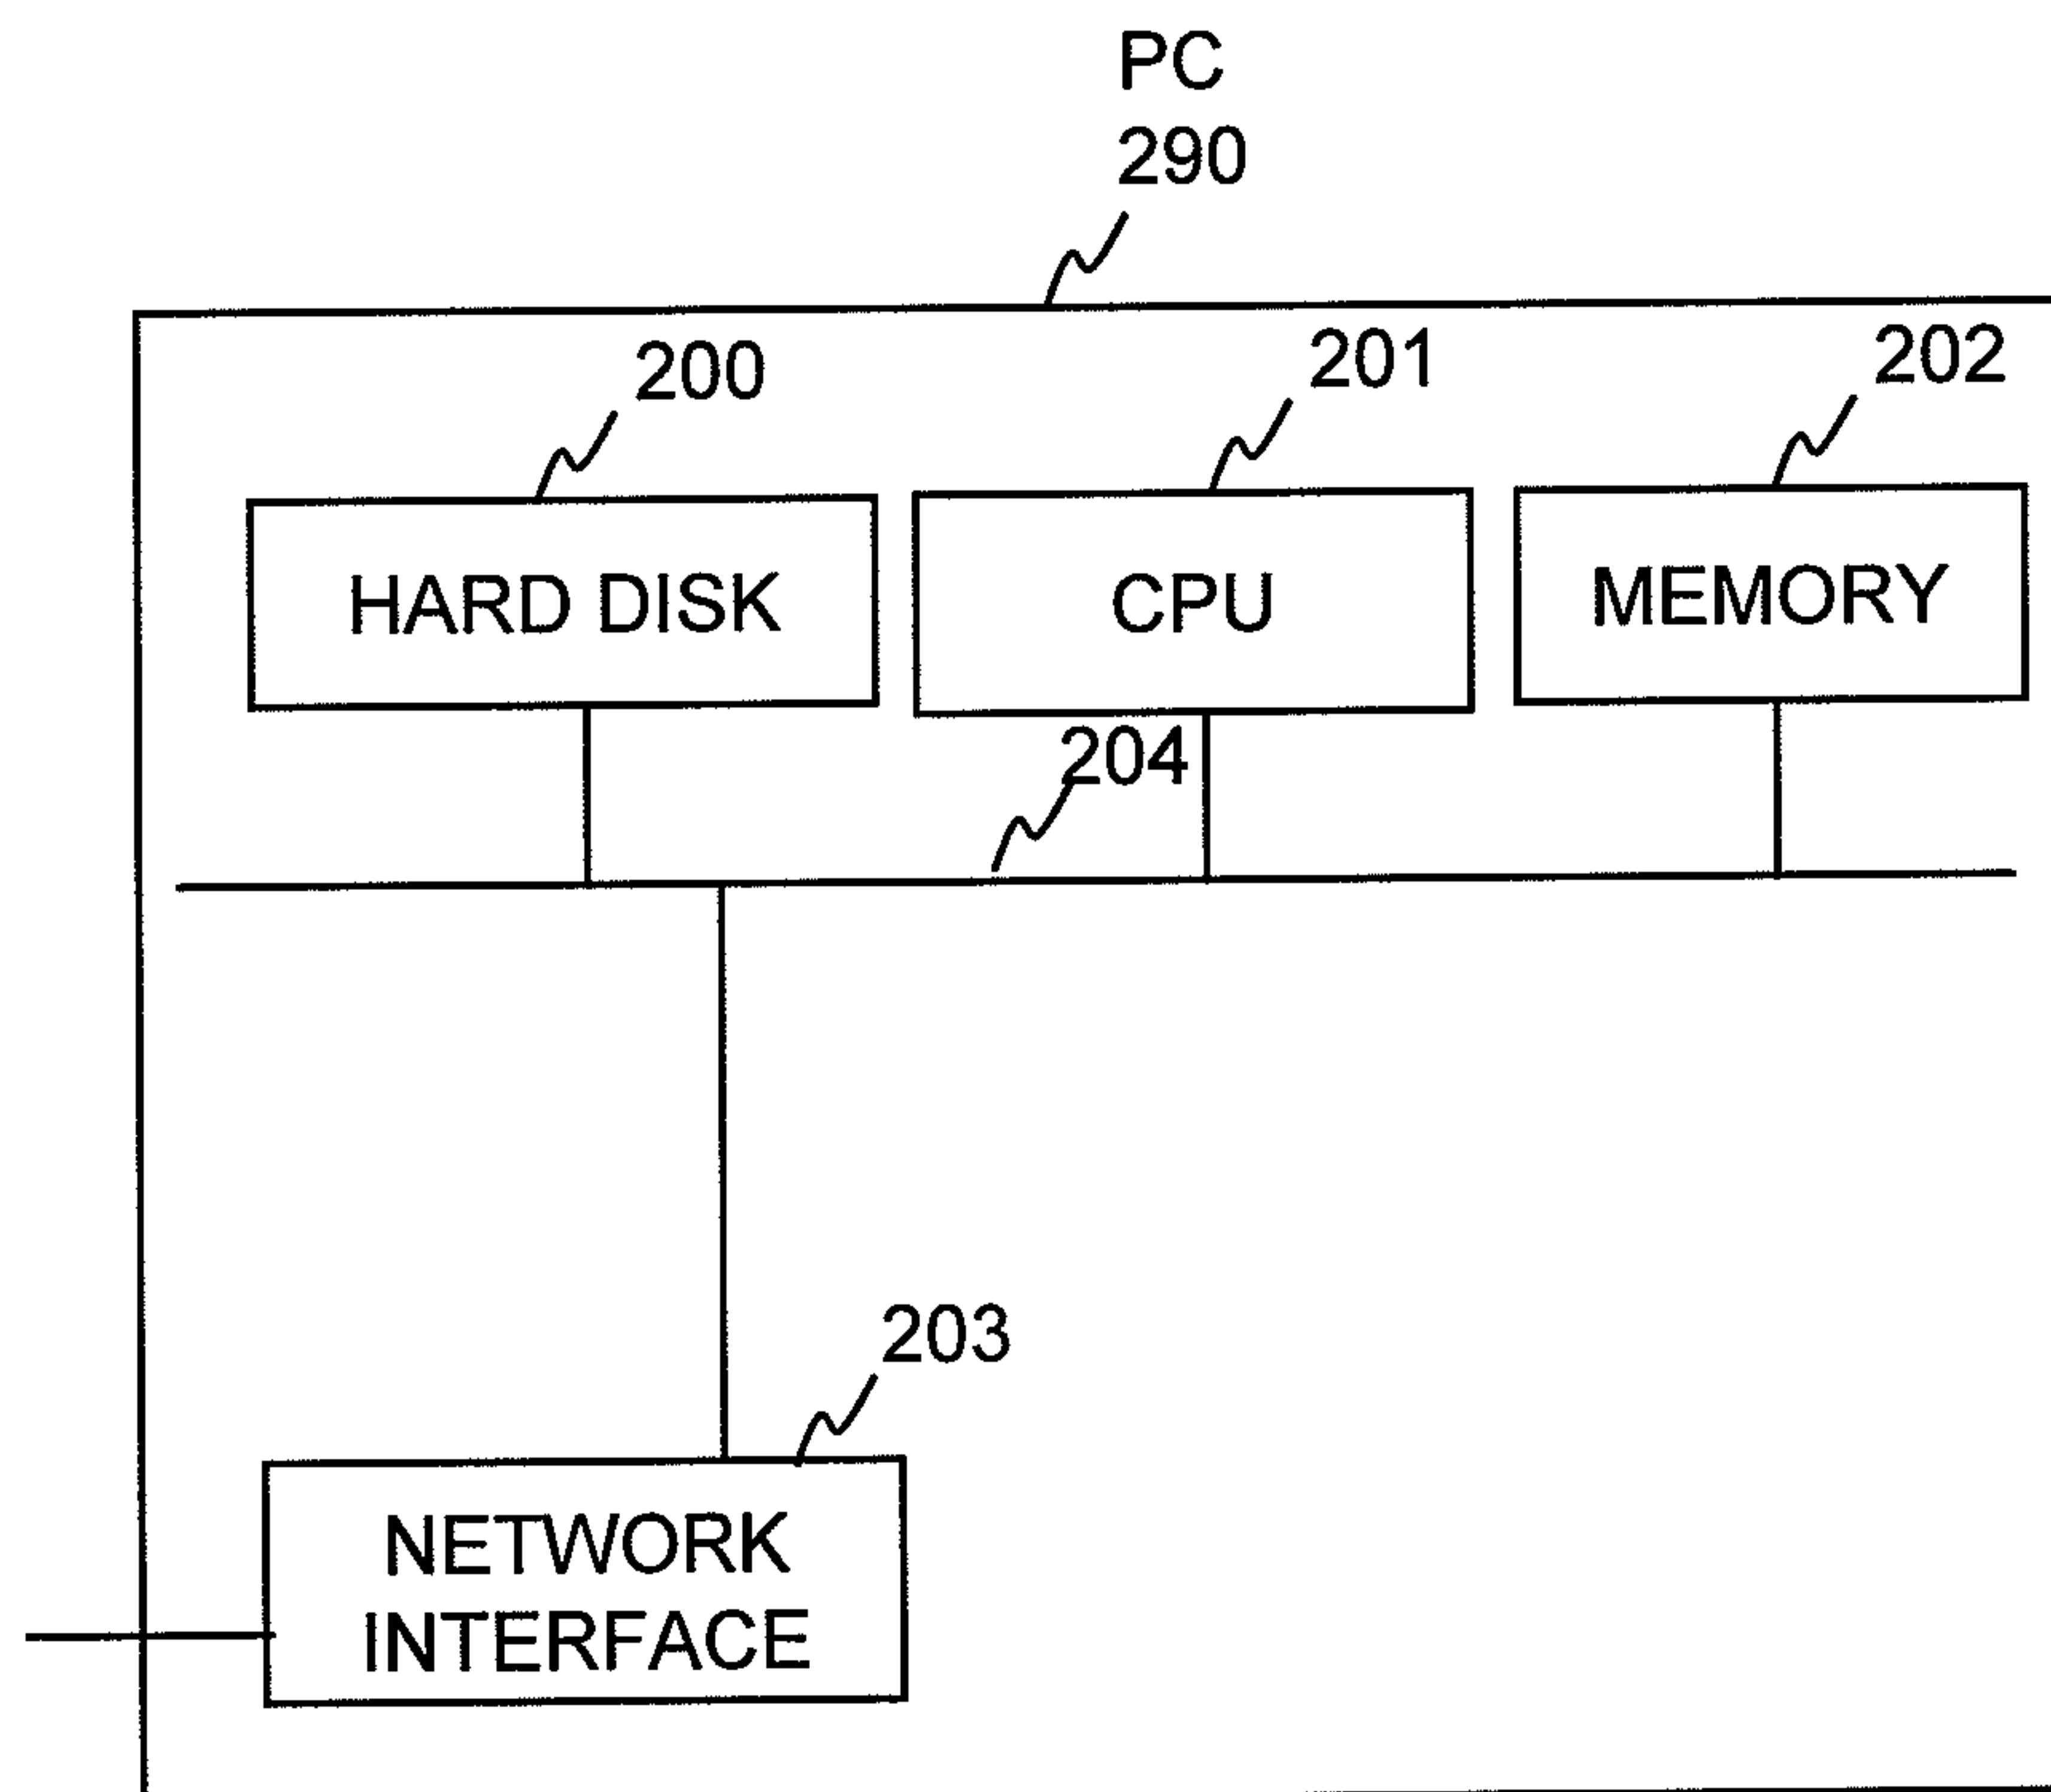 PC
290
200
201
202
HARD DISK
CPU
MEMORY
204
203
NETWORK
INTERFACE